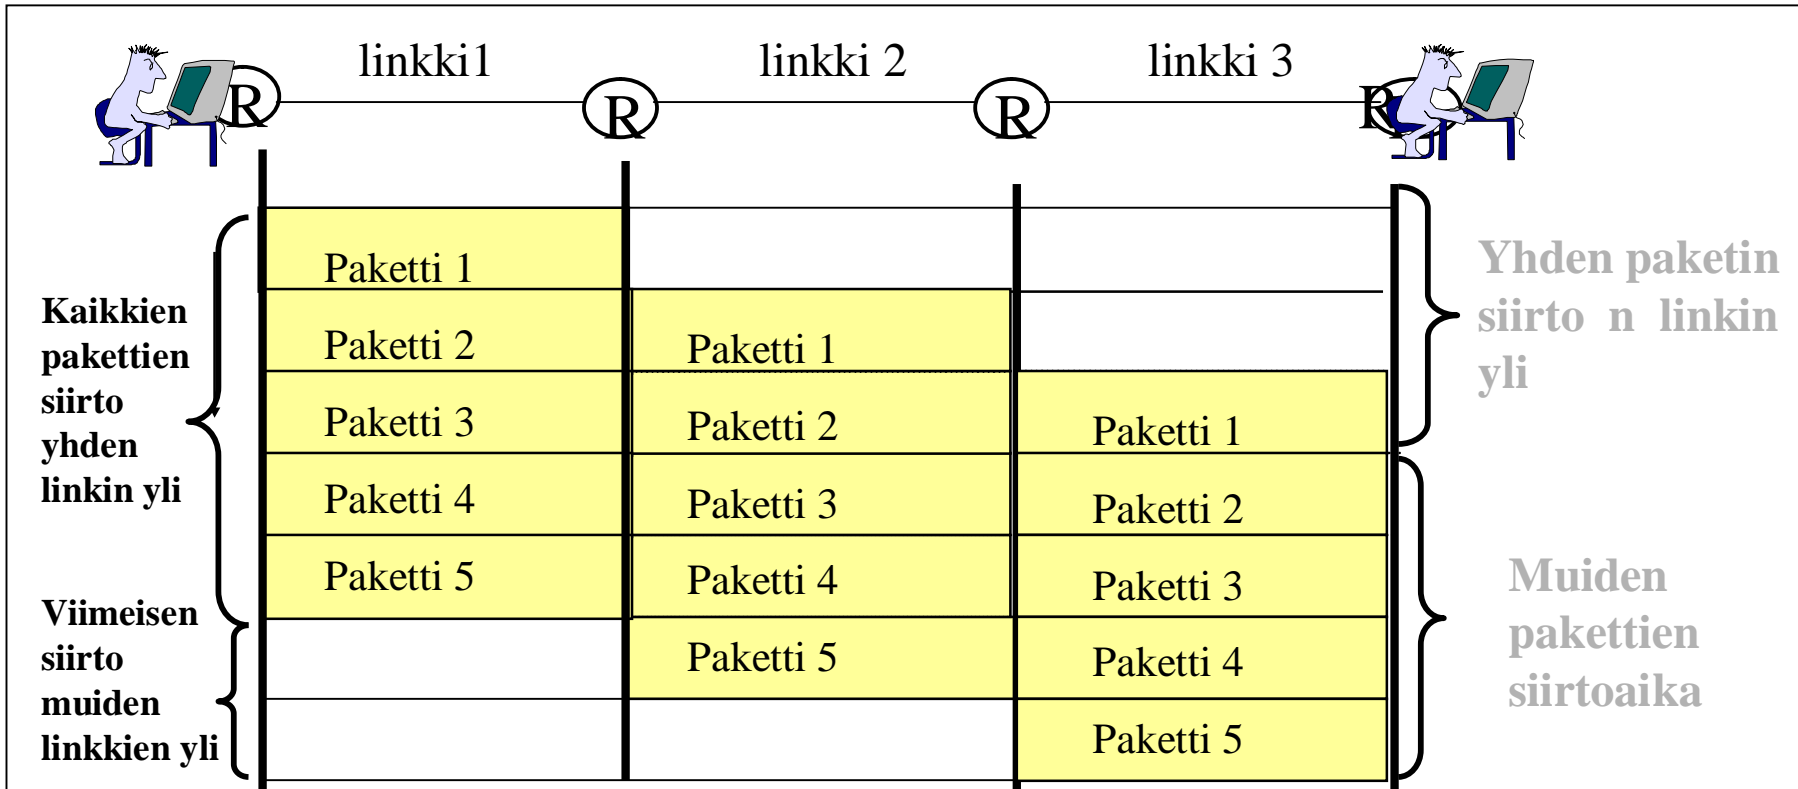 linkki1 linkki 2 linkki 3
R R R R
Kaikkien
pakettien
siirto
yhden
linkin yli
Viimeisen
siirto
muiden
linkkien yli
Paketti 1
Paketti 2
Paketti 3
Paketti 4
Paketti 5
Paketti 1
Paketti 2
Paketti 3
Paketti 4
Paketti 5
Paketti 1
Paketti 2
Paketti 3
Paketti 4
Paketti 5
Yhden paketin
siirto n linkin
yli
Muiden
pakettien
siirtoaika